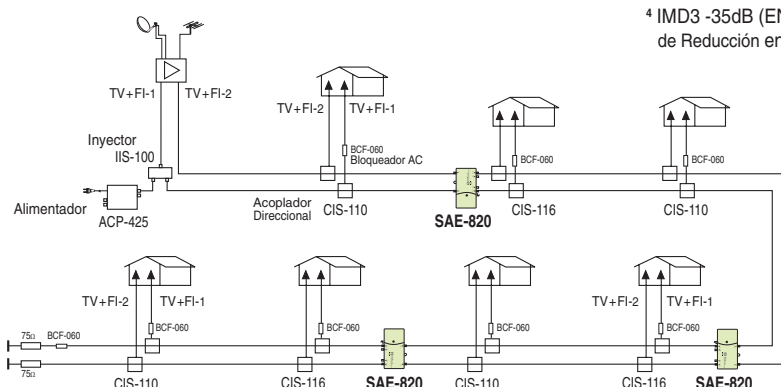 ⁴ IMD3 -35dB (EN
de Reducción en
TV+FI-1
TV+FI-2
TV+FI-2
TV+FI-1
Inyector
IIS-100
BCF-060
Bloqueador AC
BCF-060
BCF-060
Alimentador
ACP-425
Acoplador
Direccional
CIS-110
SAE-820
CIS-116
CIS-110
TV+FI-2
TV+FI-1
TV+FI-2
TV+FI-1
75Ω
BCF-060
BCF-060
BCF-060
BCF-060
BCF-060
75Ω
CIS-110
CIS-116
SAE-820
CIS-110
CIS-116
SAE-820